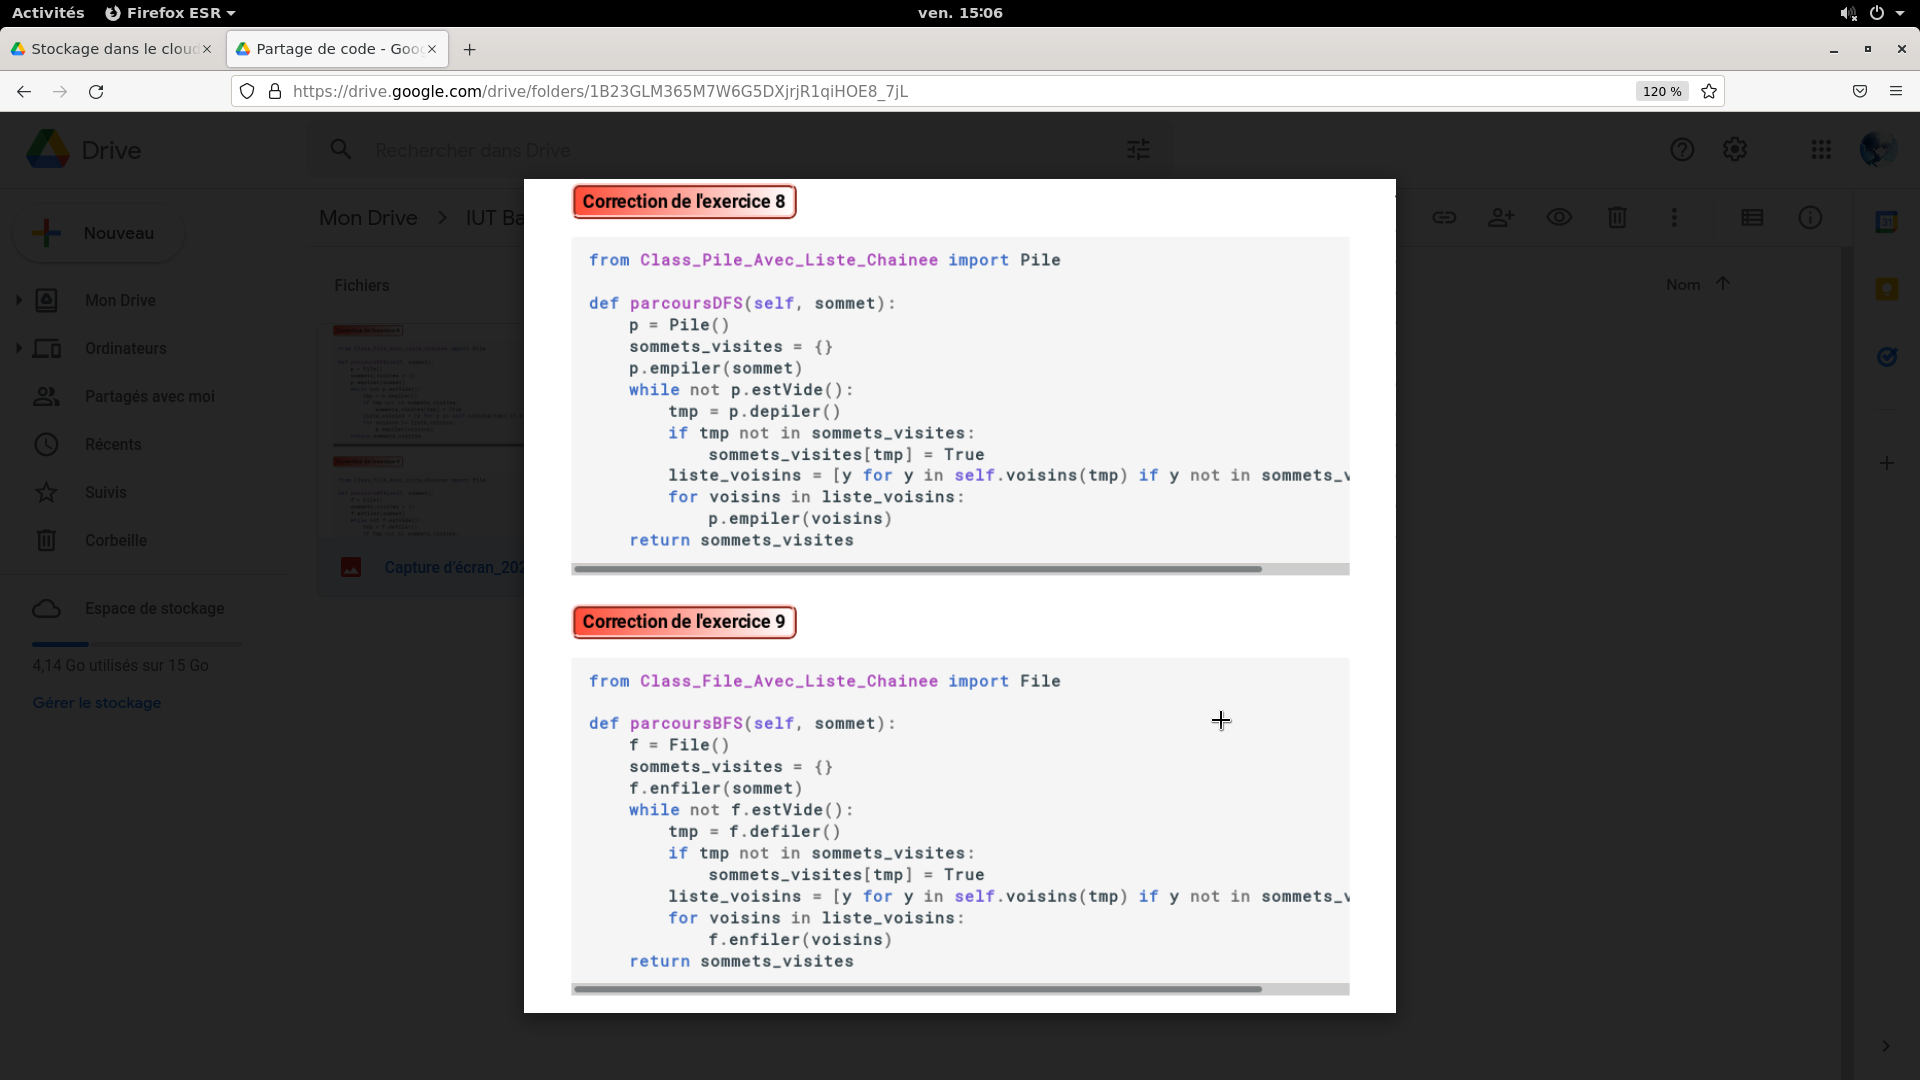 Activités
Firefox ESR
ven. 15:06
Stockage dans le cloud
Partage de code - Goo
https://drive.google.com/drive/folders/1B23GLM365M7W6G5DXjrjR1qiHOE8_7jL
120 %
Drive
Rechercher dans Drive
Nouveau
Mon Drive
IUT Ba
Mon Drive
Ordinateurs
Partagés avec moi
Récents
Suivis
Corbeille
Espace de stockage
4,14 Go utilisés sur 15 Go
Gérer le stockage
Fichiers
Nom
Capture d'écran_202
Correction de l'exercice 8
from Class_Pile_Avec_Liste_Chainee import Pile
def parcoursDFS(self, sommet):
p = Pile()
sommets_visites = {}
p.empiler(sommet)
while not p.estVide():
tmp = p.depiler()
if tmp not in sommets_visites:
sommets_visites[tmp] = True
liste_voisins = [y for y in self.voisins(tmp) if y not in sommets_v
for voisins in liste_voisins:
p.empiler(voisins)
return sommets_visites
Correction de l'exercice 9
from Class_File_Avec_Liste_Chainee import File
def parcoursBFS(self, sommet):
f = File()
sommets_visites = {}
f.enfiler(sommet)
while not f.estVide():
tmp = f.defiler()
if tmp not in sommets_visites:
sommets_visites[tmp] = True
liste_voisins = [y for y in self.voisins(tmp) if y not in sommets_v
for voisins in liste_voisins:
f.enfiler(voisins)
return sommets_visites